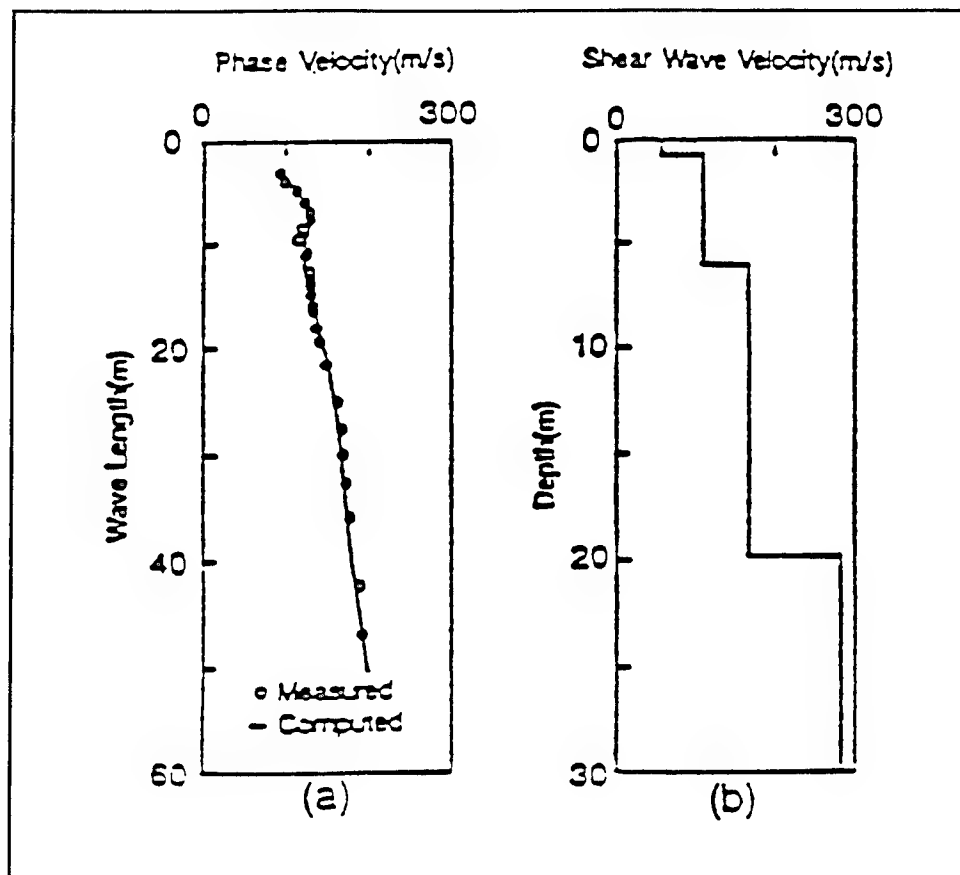 Phase Velocity(m/s)
0 300
0
20
40
60
Wave Length(m)
Measured
Computed
(a)
Shear Wave Velocity(m/s)
0 300
0
10
20
30
Depth(m)
(b)